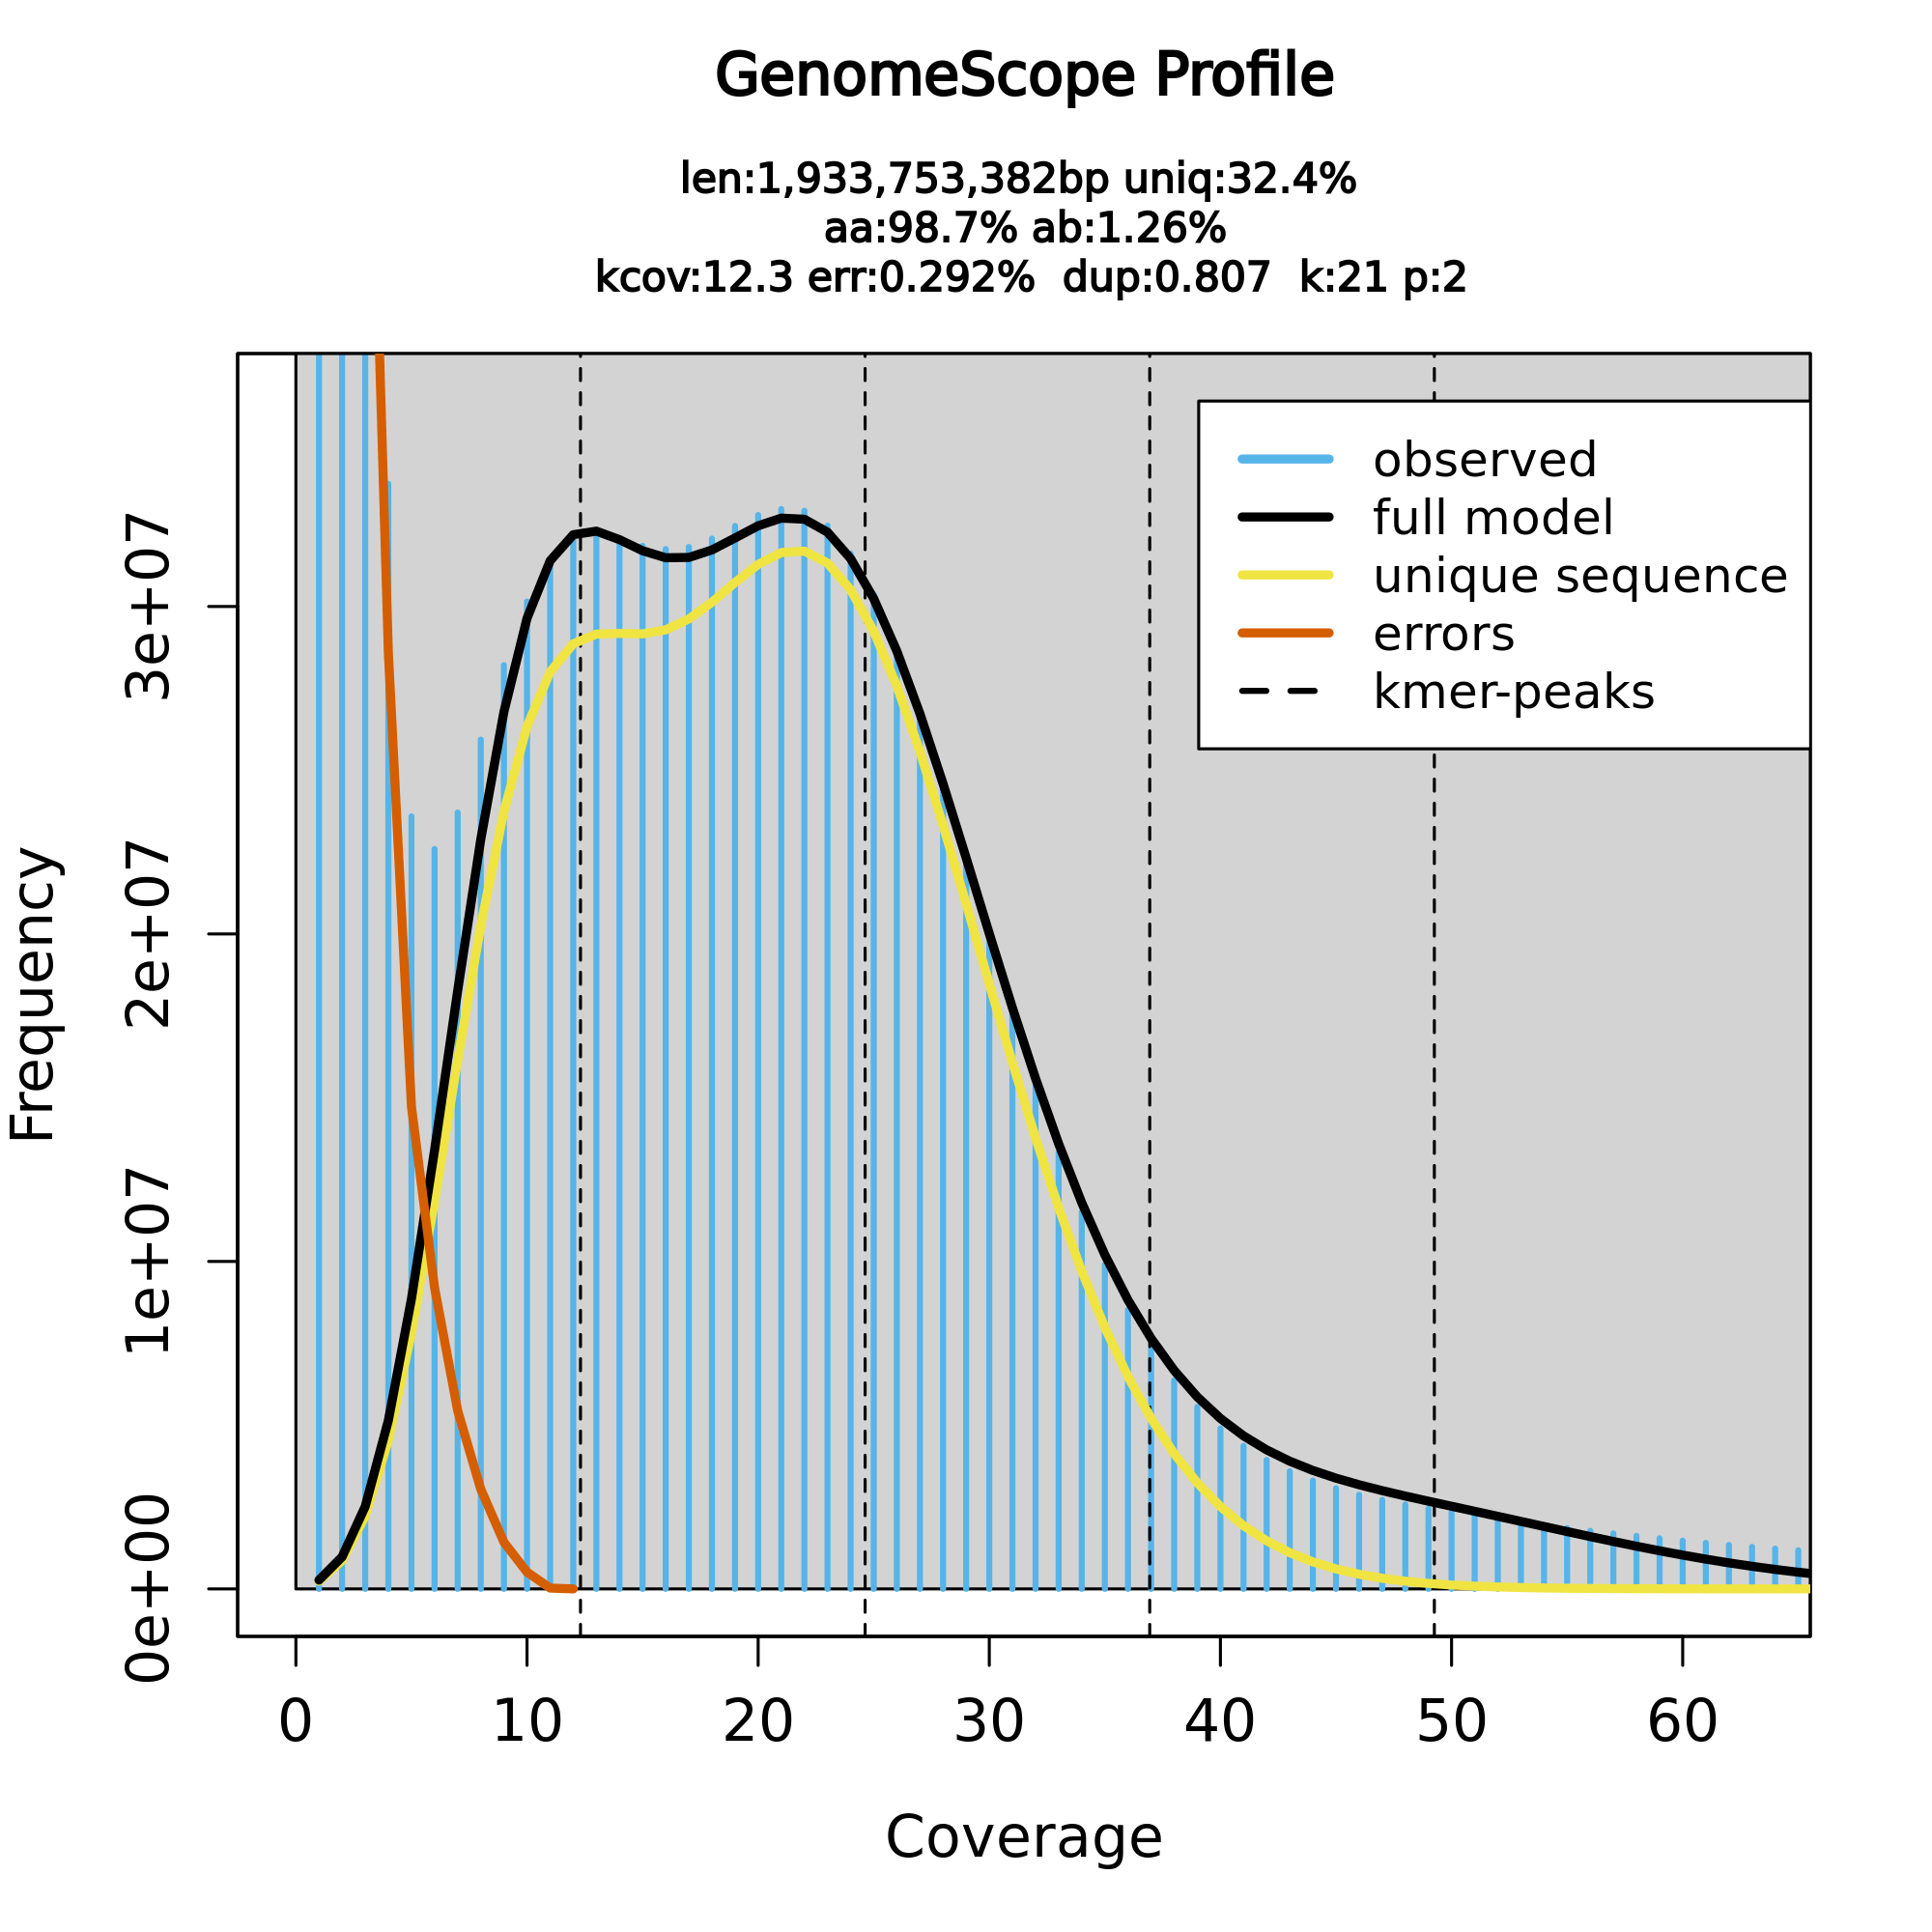 GenomeScope Profile
len:1,933,753,382bp uniq:32.4%
aa:98.7% ab:1.26%
kcov:12.3 err:0.292%  dup:0.807  k:21 p:2
observed
full model
unique sequence
errors
kmer-peaks
Frequency
3e+07
2e+07
1e+07
0e+00
0 10 20 30 40 50 60
Coverage